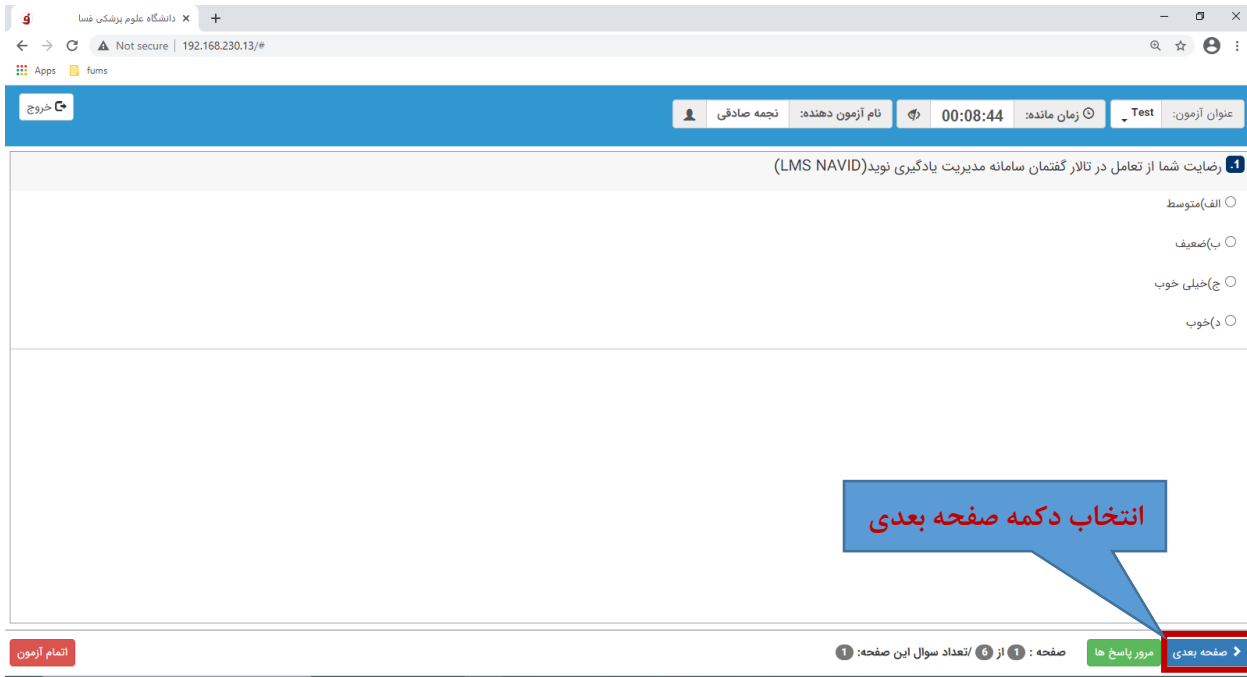 دانشگاه علوم پزشکی فسا
Not secure | 192.168.230.13/#
Apps fums
عنوان آزمون: Test زمان مانده: 00:08:44 نام آزمون دهنده: نجمه صادقی خروج
1. رضایت شما از تعامل در تالار گفتمان سامانه مدیریت یادگیری نوید(LMS NAVID)
الف)متوسط
ب)ضعیف
ج)خیلی خوب
د)خوب
انتخاب دکمه صفحه بعدی
صفحه بعدی مرور پاسخ ها صفحه : 1 از 6 /تعداد سوال این صفحه: 1 اتمام آزمون